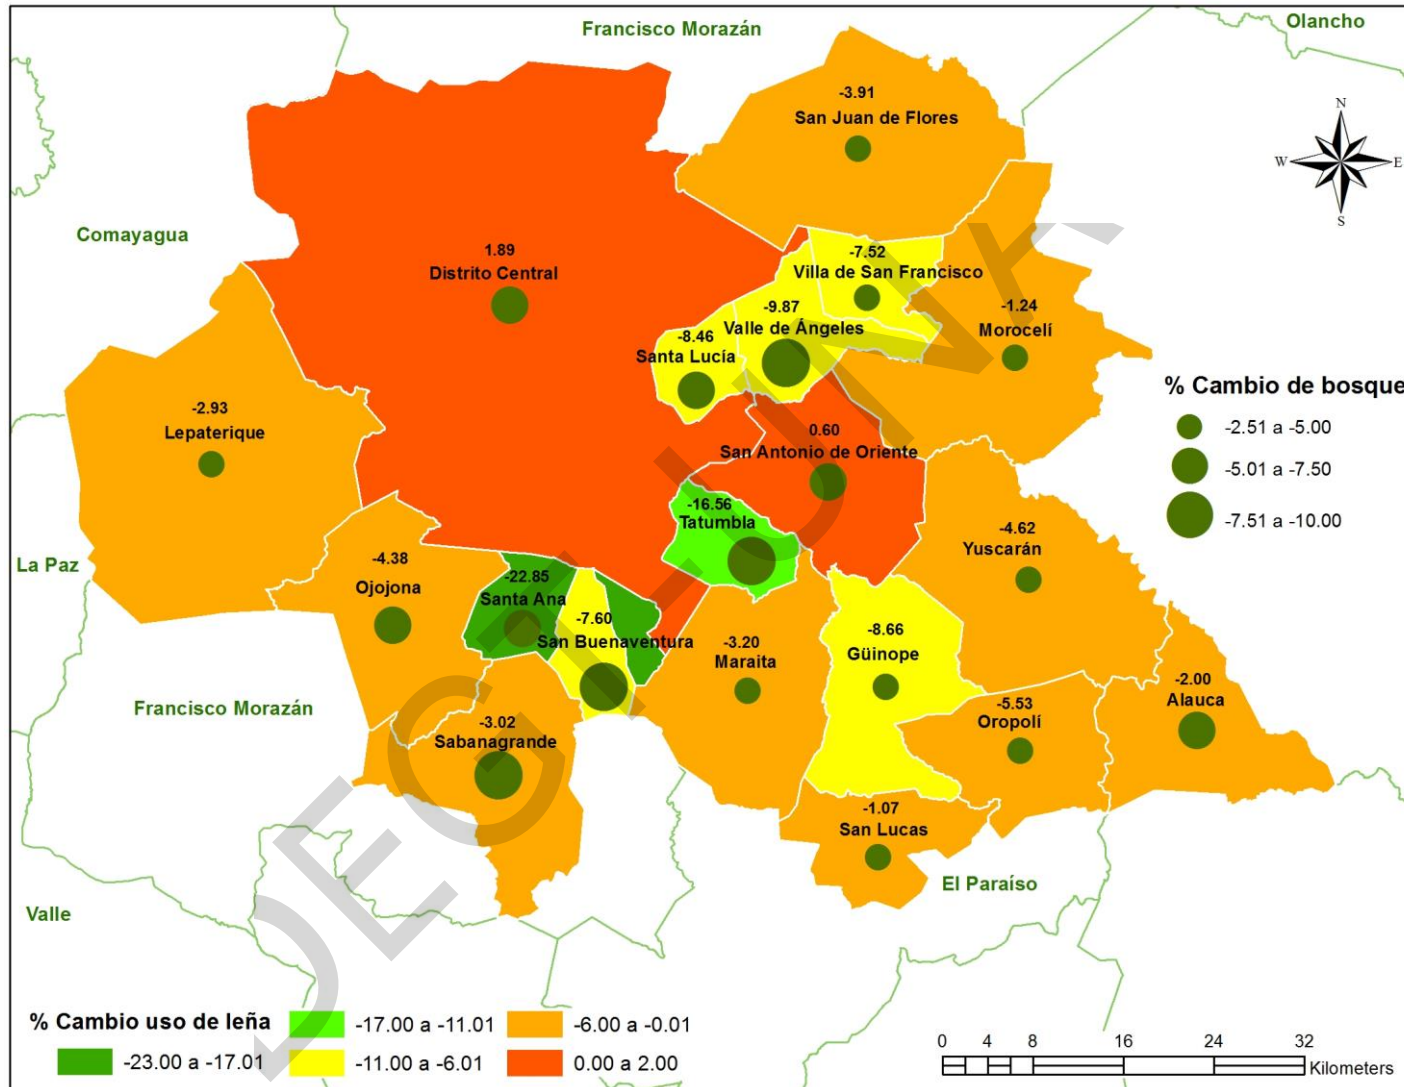 Francisco Morazán
Olancho
-3.91
San Juan de Flores
N
W
E
S
Comayagua
1.89
Distrito Central
-7.52
Villa de San Francisco
-9.87
Valle de Ángeles
-8.46
Santa Lucía
-1.24
Morocelí
% Cambio de bosque
-2.51 a -5.00
-5.01 a -7.50
-7.51 a -10.00
-2.93
Lepaterique
0.60
San Antonio de Oriente
-16.56
Tatumbla
-4.62
Yuscarán
La Paz
-4.38
Ojojona
-22.85
Santa Ana
-7.60
San Buenaventura
-3.20
Maraita
-8.66
Güinope
-2.00
Alauca
-5.53
Oropolí
Francisco Morazán
-3.02
Sabanagrande
-1.07
San Lucas
El Paraíso
Valle
% Cambio uso de leña
-23.00 a -17.01
-17.00 a -11.01
-11.00 a -6.01
-6.00 a -0.01
0.00 a 2.00
0 4 8 16 24 32
Kilometers